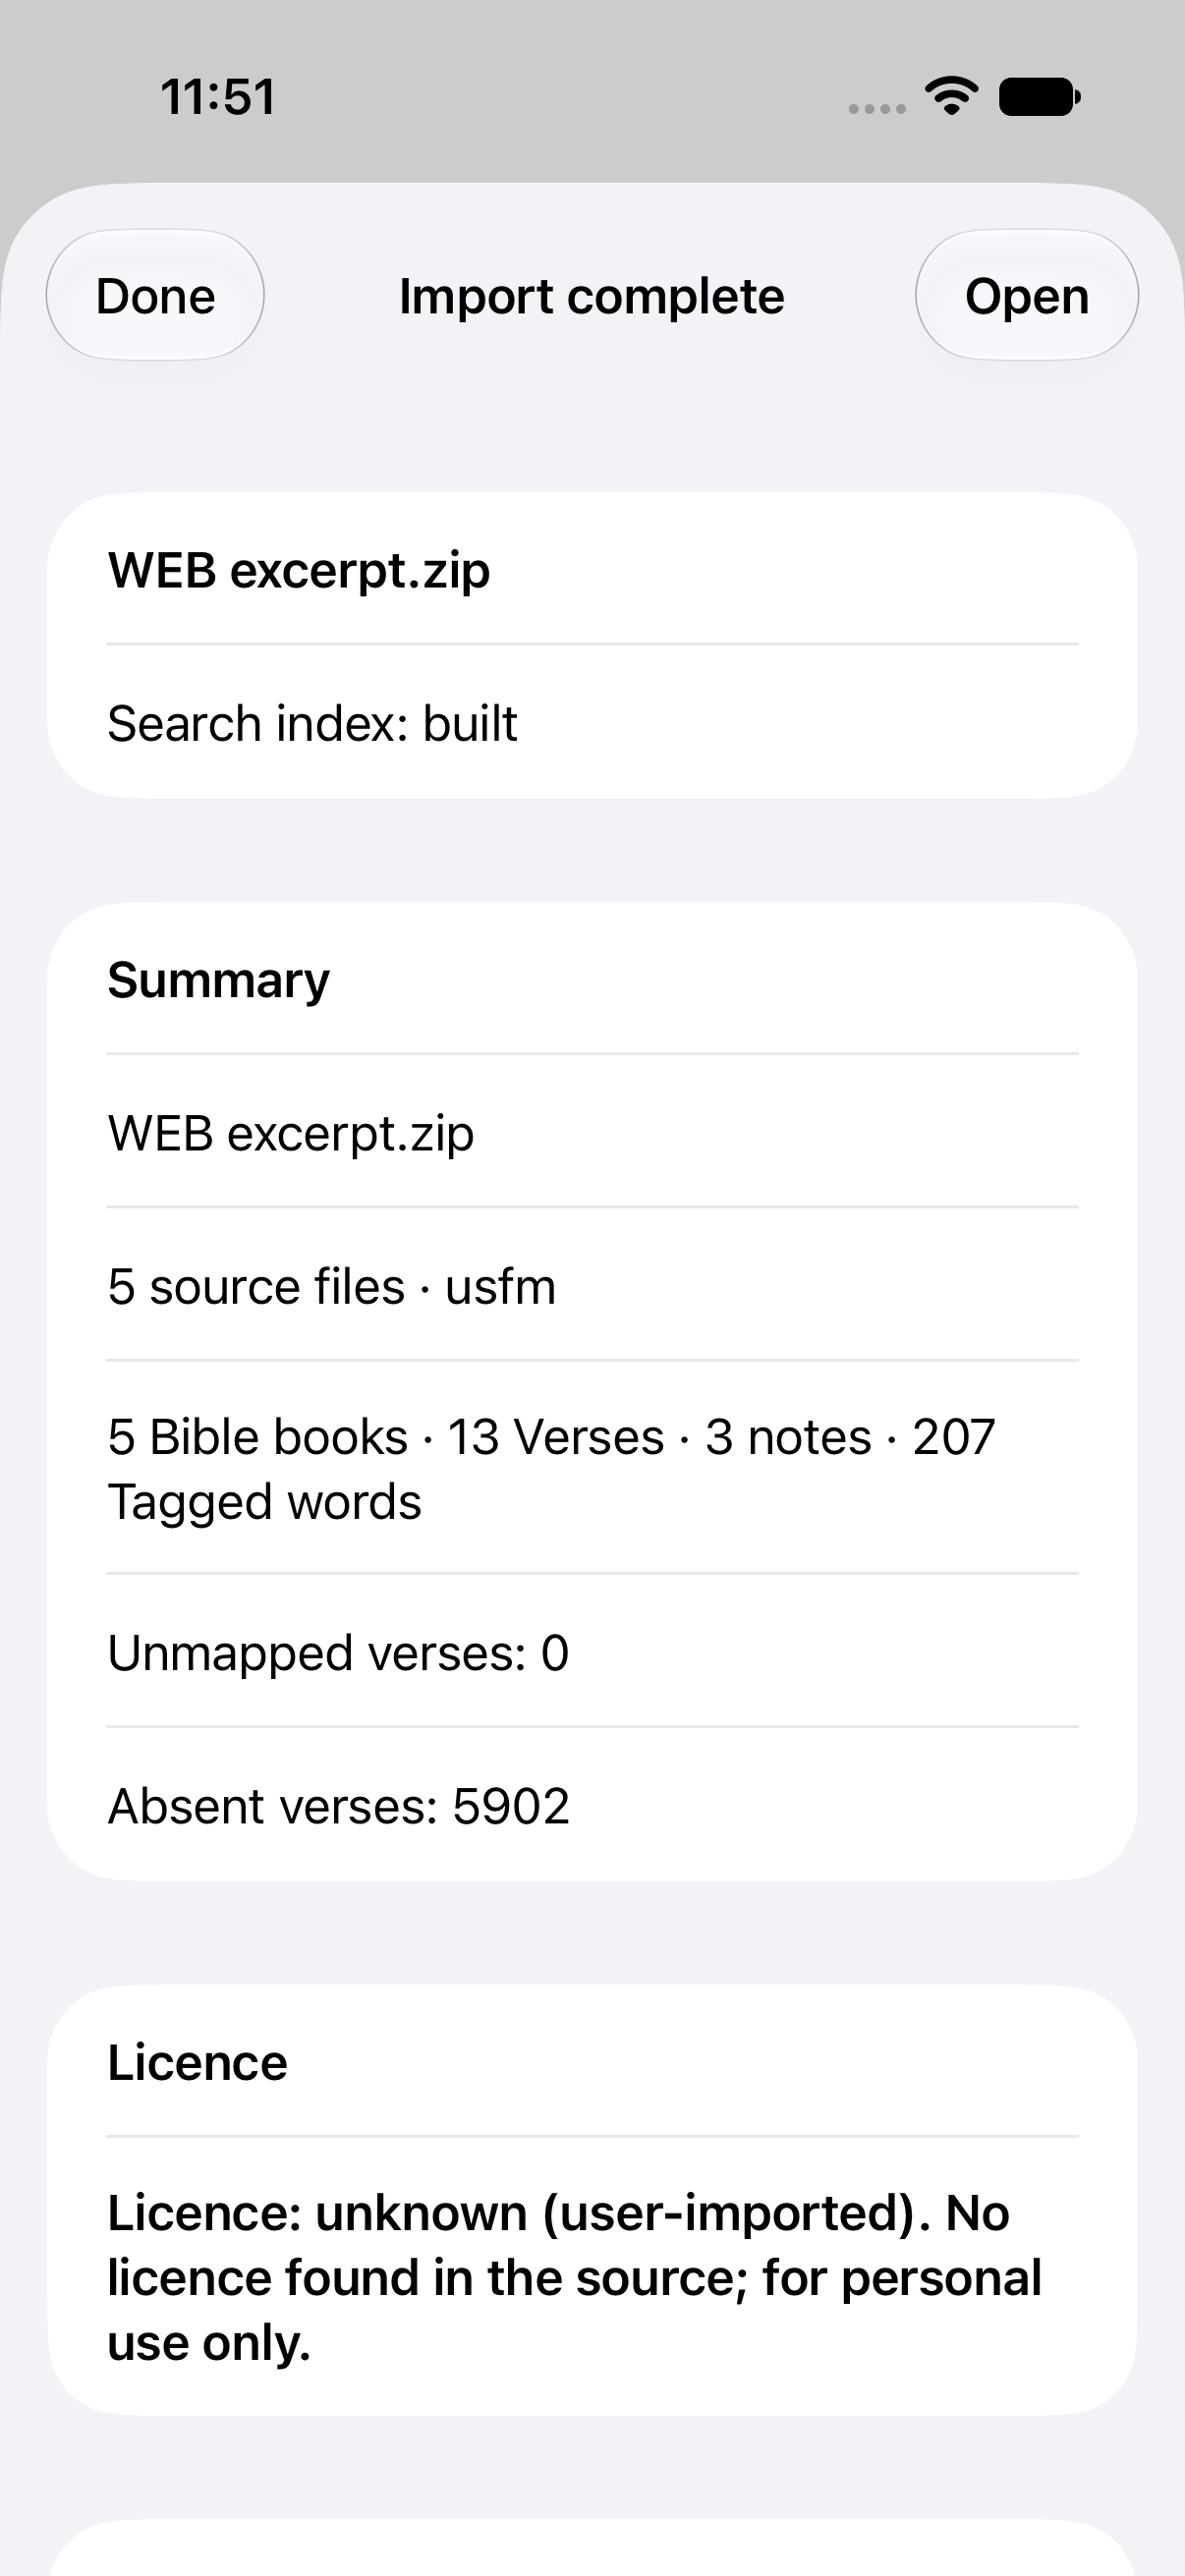 11:51
Done
Import complete
Open
WEB excerpt.zip
Search index: built
Summary
WEB excerpt.zip
5 source files · usfm
5 Bible books · 13 Verses · 3 notes · 207
Tagged words
Unmapped verses: 0
Absent verses: 5902
Licence
Licence: unknown (user-imported). No
licence found in the source; for personal
use only.